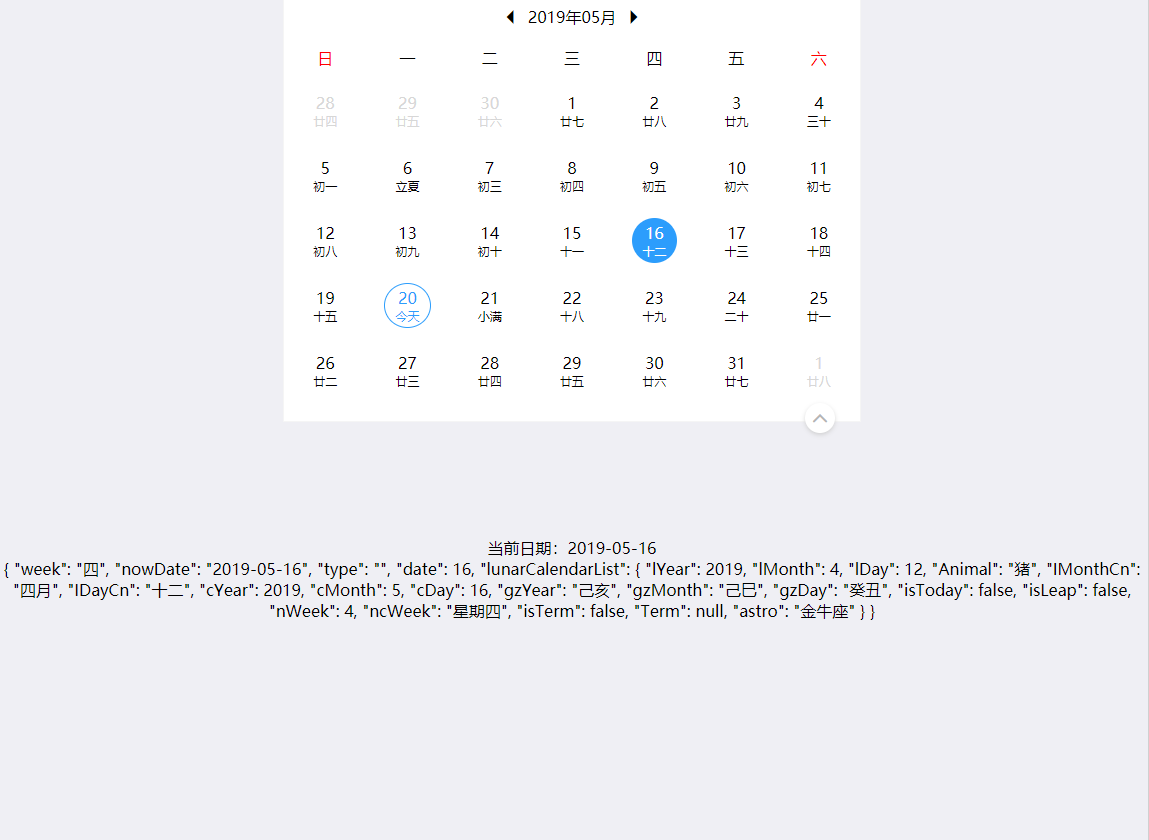 2019年05月
日 一 二 三 四 五 六
28 29 30 1 2 3 4
廿四 廿五 廿六 廿七 廿八 廿九 三十
5 6 7 8 9 10 11
初一 立夏 初三 初四 初五 初六 初七
12 13 14 15 16 17 18
初八 初九 初十 十一 十二 十三 十四
19 20 21 22 23 24 25
十五 今天 小满 十八 十九 二十 廿一
26 27 28 29 30 31 1
廿二 廿三 廿四 廿五 廿六 廿七 廿八
当前日期：2019-05-16
{ "week": "四", "nowDate": "2019-05-16", "type": "", "date": 16, "lunarCalendarList": { "lYear": 2019, "lMonth": 4, "lDay": 12, "Animal": "猪", "IMonthCn":
"四月", "IDayCn": "十二", "cYear": 2019, "cMonth": 5, "cDay": 16, "gzYear": "己亥", "gzMonth": "己巳", "gzDay": "癸丑", "isToday": false, "isLeap": false,
"nWeek": 4, "ncWeek": "星期四", "isTerm": false, "Term": null, "astro": "金牛座" } }